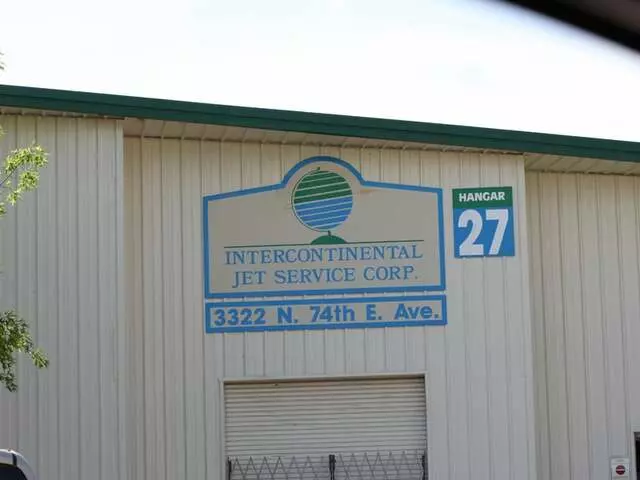 INTERCONTINENTAL
JET SERVICE CORP.
3322 N. 74th E. Ave.
HANGAR
27